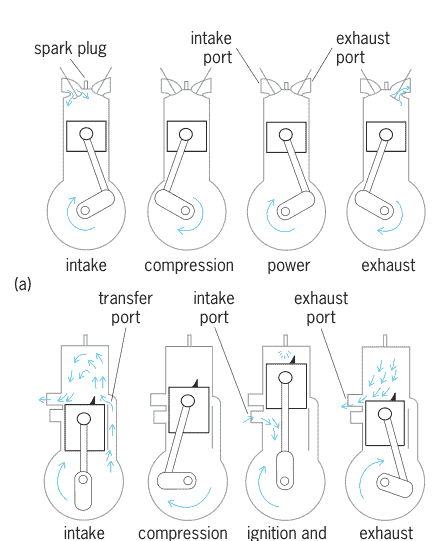 spark plug
intake
port
exhaust
port
intake
compression
power
exhaust
(a)
transfer
port
intake
port
exhaust
port
intake
compression
ignition and
exhaust